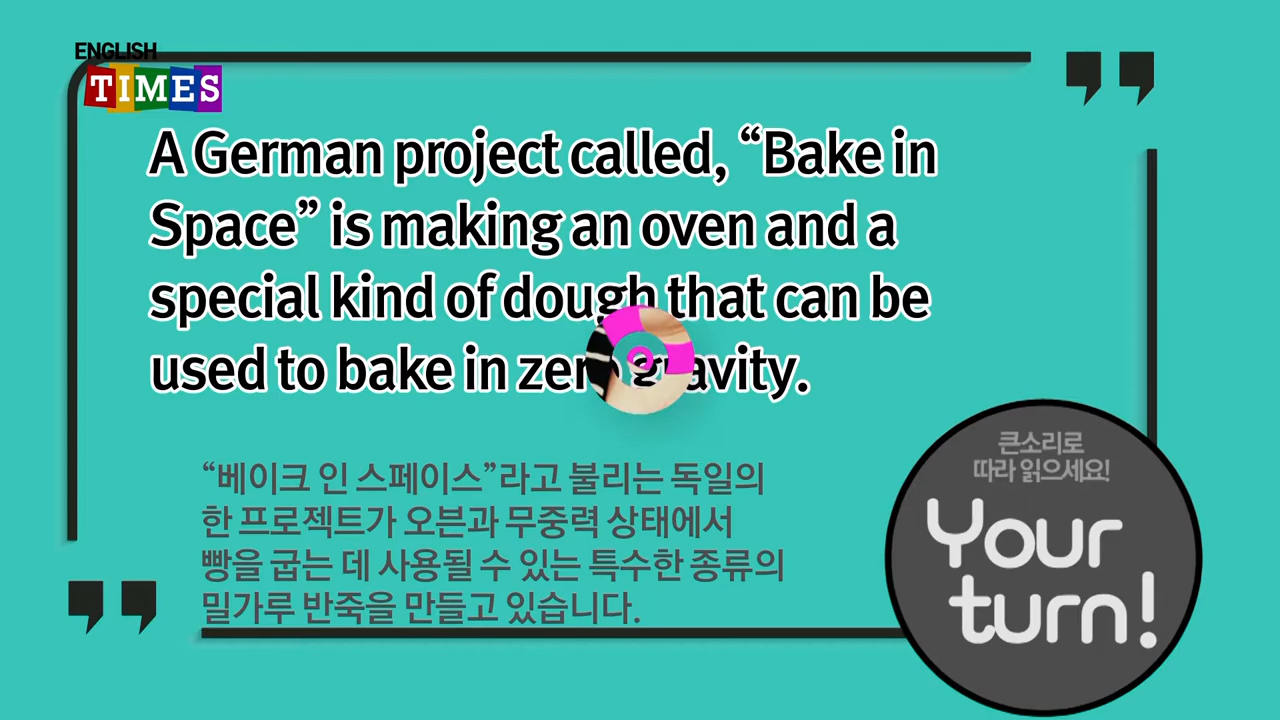 ENGLISH
TIMES
A German project called, “Bake in
Space” is making an oven and a
special kind of dough that can be
used to bake in zero gravity.
“베이크 인 스페이스”라고 불리는 독일의
한 프로젝트가 오븐과 무중력 상태에서
빵을 굽는 데 사용될 수 있는 특수한 종류의
밀가루 반죽을 만들고 있습니다.
큰소리로
따라 읽으세요!
Your
turn!